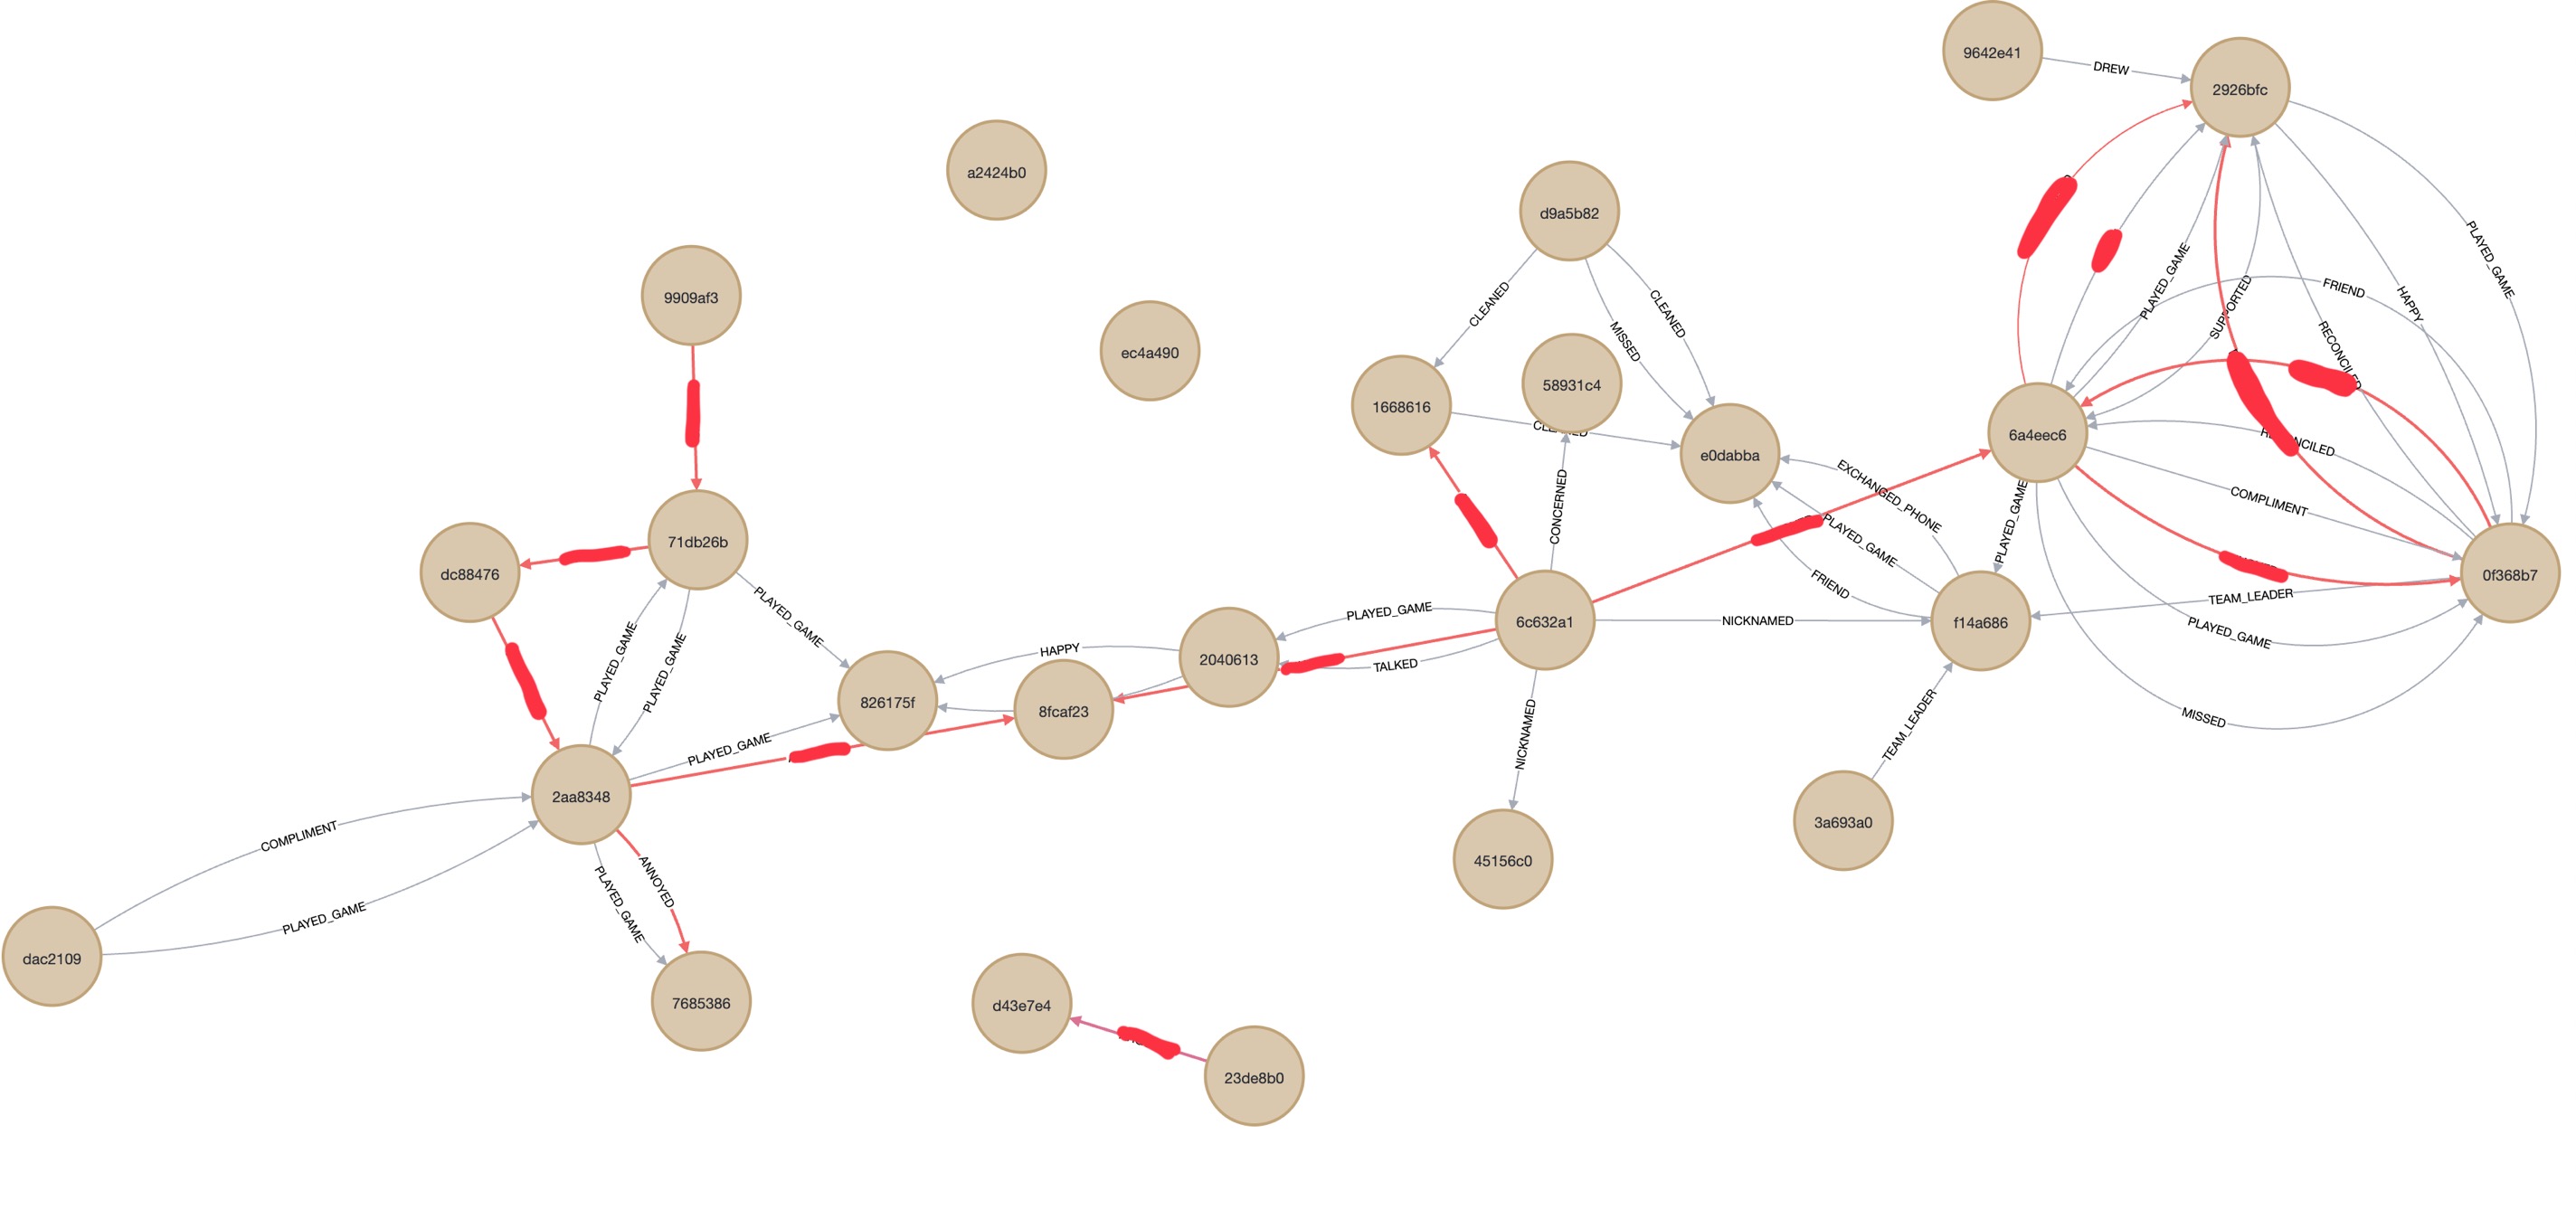 9642e41
DREW
2926bfc
a2424b0
d9a5b82
PLAYED_GAME
9909af3
CLEANED
CLEANED
MISSED
PLAYED_GAME
SUPPORTED
FRIEND
HAPPY
RECONCILED
ec4a490
58931c4
1668616
e0dabba
6a4eec6
RECONCILED
EXCHANGED_PHONE
COMPLIMENT
CONCERNED
PLAYED_GAME
PLAYED_GAME
71db26b
dc88476
0f368b7
FRIEND
TEAM_LEADER
PLAYED_GAME
PLAYED_GAME
6c632a1
NICKNAMED
f14a686
PLAYED_GAME
HAPPY
2040613
TALKED
PLAYED_GAME
PLAYED_GAME
826175f
8fcaf23
MISSED
NICKNAMED
TEAM_LEADER
PLAYED_GAME
2aa8348
3a693a0
COMPLIMENT
45156c0
ANNOYED
PLAYED_GAME
PLAYED_GAME
dac2109
7685386
d43e7e4
23de8b0